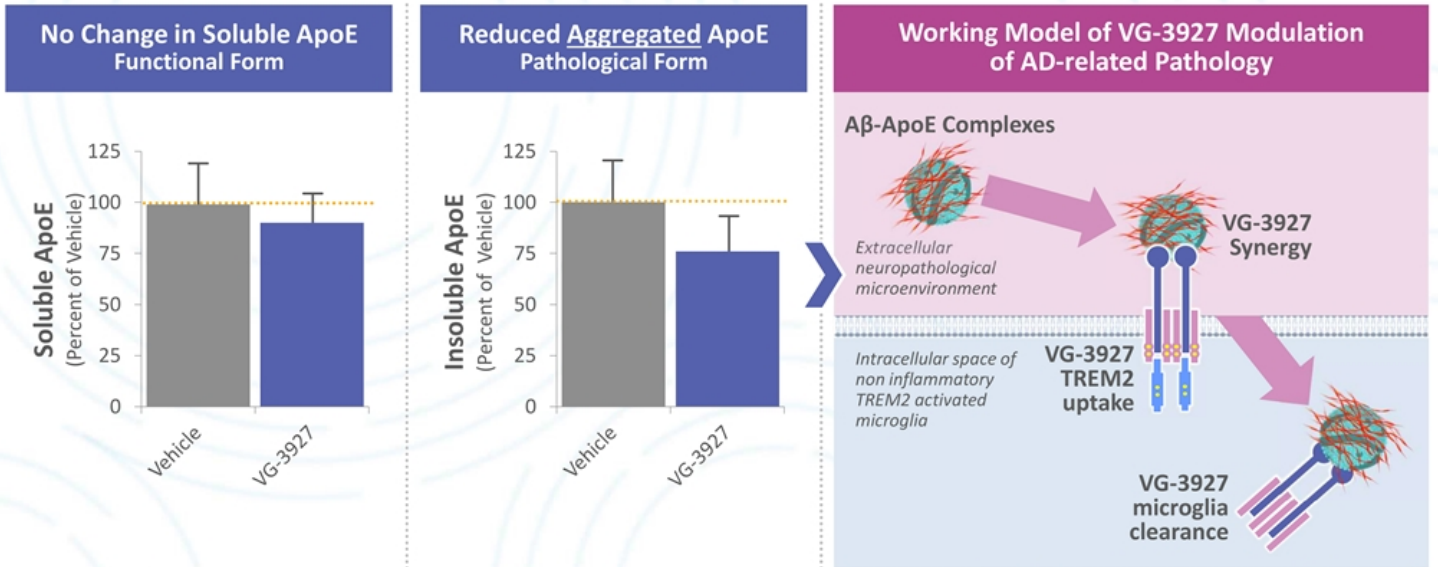 No Change in Soluble ApoE
Functional Form
125
100
75
50
25
0
Soluble ApoE
(Percent of Vehicle)
Vehicle
VG-3927
Reduced Aggregated ApoE
Pathological Form
125
100
75
50
25
0
Insoluble ApoE
(Percent of Vehicle)
Vehicle
VG-3927
Working Model of VG-3927 Modulation
of AD-related Pathology
Aβ-ApoE Complexes
Extracellular
neuropathological
microenvironment
VG-3927
Synergy
Intracellular space of
non inflammatory
TREM2 activated
microglia
VG-3927
TREM2
uptake
VG-3927
microglia
clearance